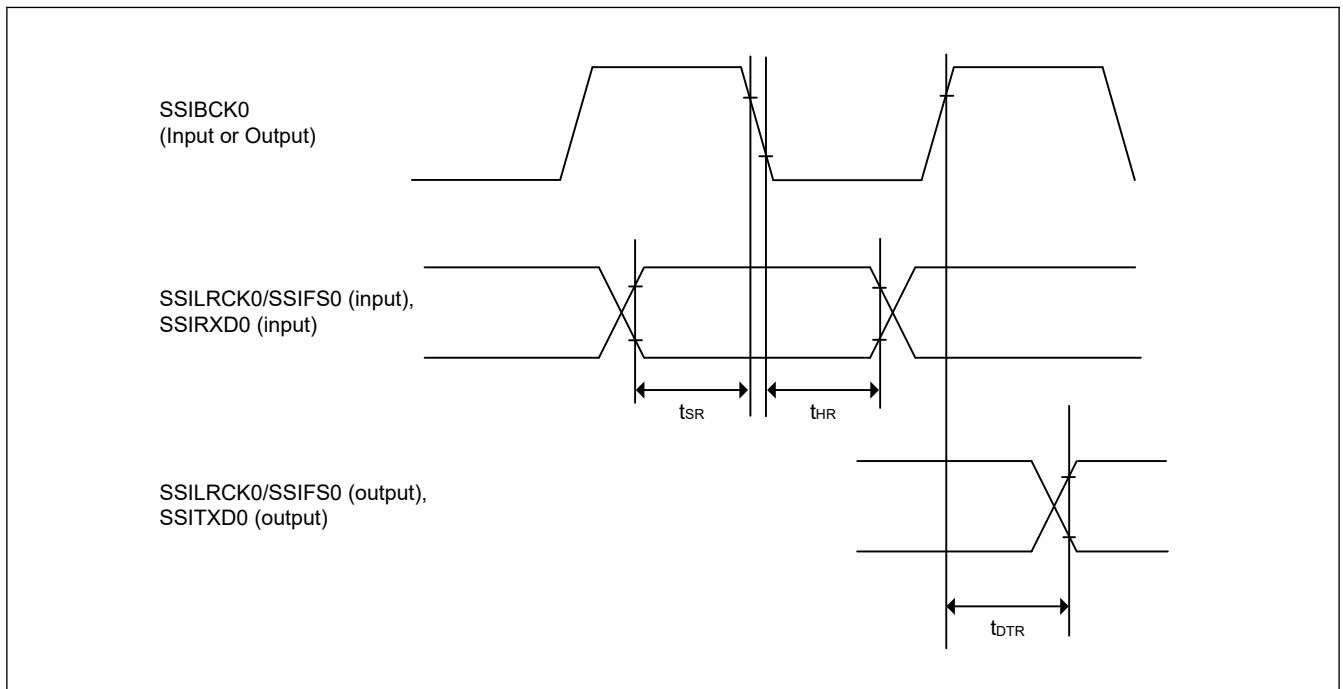 SSIBCK0
(Input or Output)
SSILRCK0/SSIFS0 (input),
SSIRXD0 (input)
tSR
tHR
SSILRCK0/SSIFS0 (output),
SSITXD0 (output)
tDTR